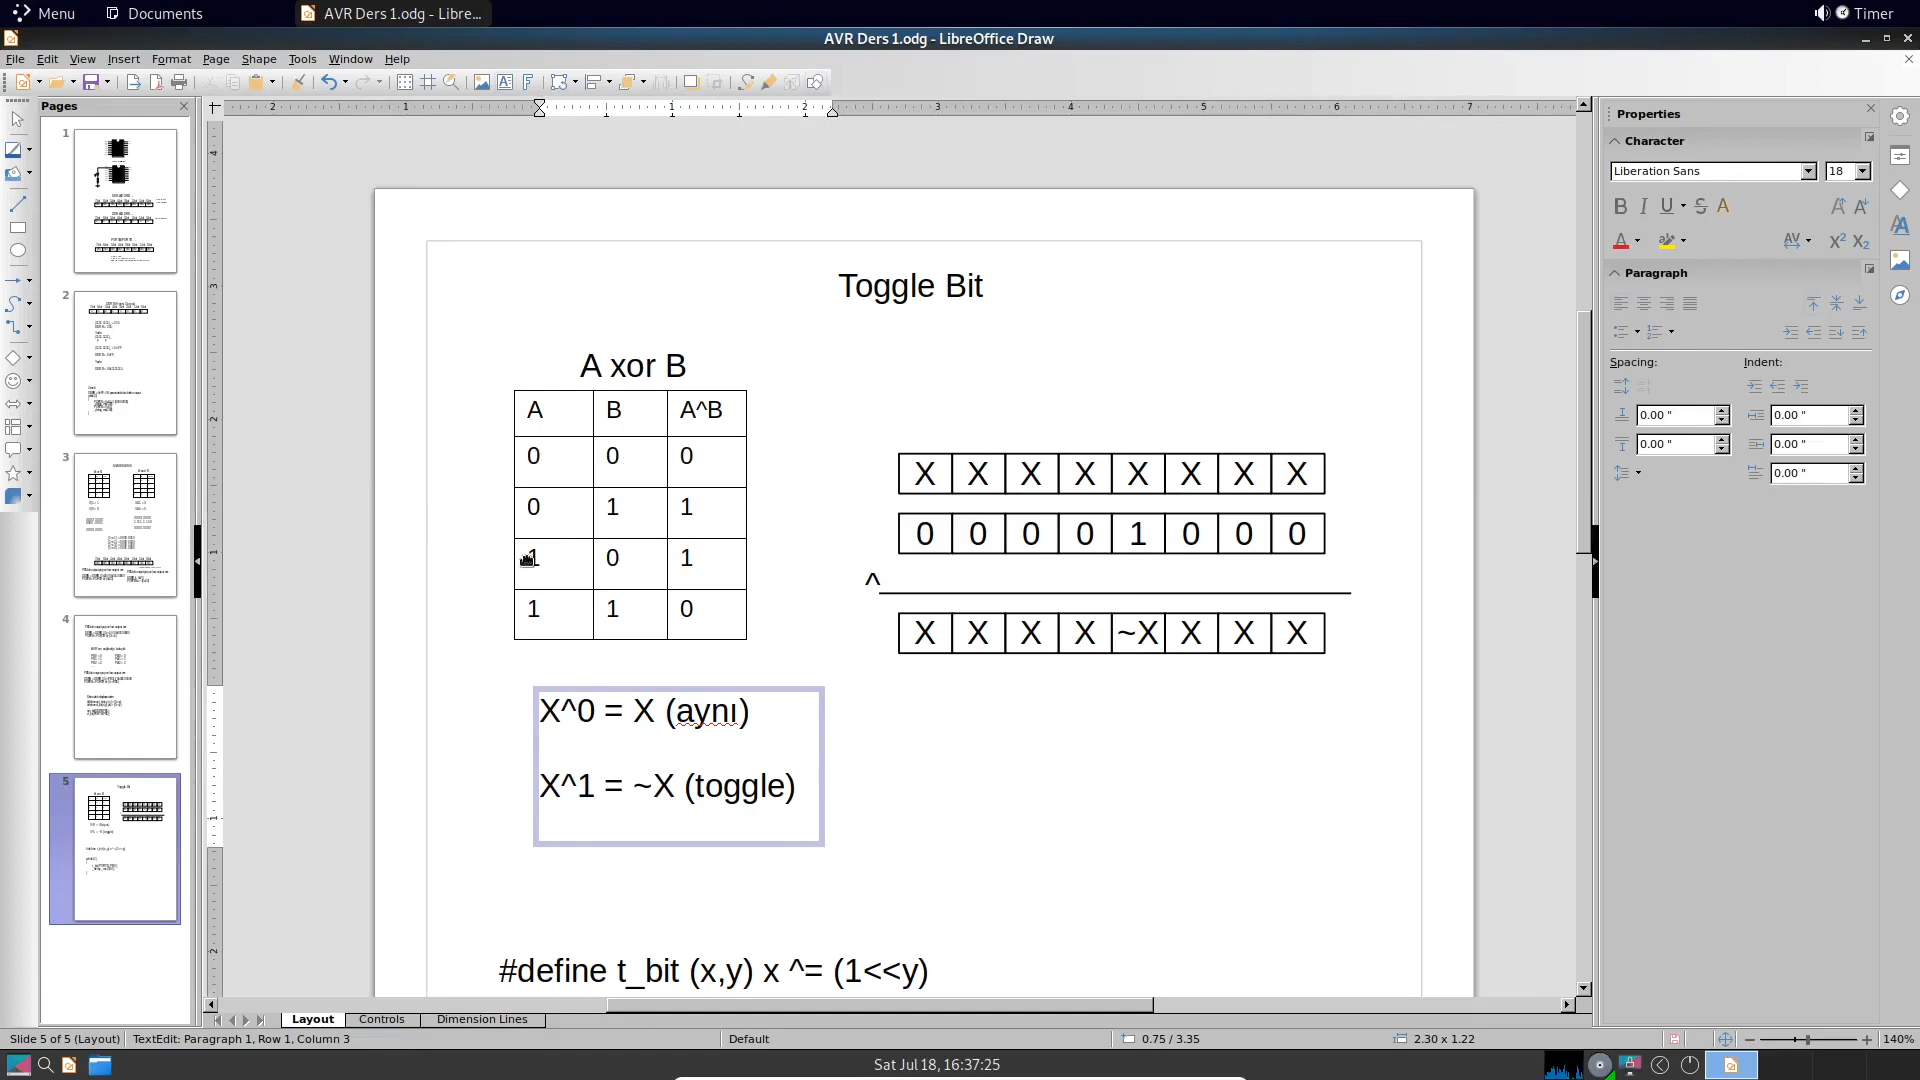 Menu
Documents
AVR Ders 1.odg - Libre...
Timer
AVR Ders 1.odg - LibreOffice Draw
File Edit View Insert Format Page Shape Tools Window Help
Pages
Properties
Character
Liberation Sans 18
Paragraph
Spacing: Indent:
0.00 " 0.00 "
0.00 " 0.00 "
0.00 "
1
2
3
4
5
Toggle Bit
A xor B
A B A^B
0 0 0
0 1 1
1 0 1
1 1 0
X X X X X X X X
0 0 0 0 1 0 0 0
^
X X X X ~X X X X
X^0 = X (aynı)
X^1 = ~X (toggle)
#define t_bit (x,y) x ^= (1<<y)
Layout Controls Dimension Lines
Slide 5 of 5 (Layout) TextEdit: Paragraph 1, Row 1, Column 3 Default 0.75 / 3.35 2.30 x 1.22 140%
Sat Jul 18, 16:37:25